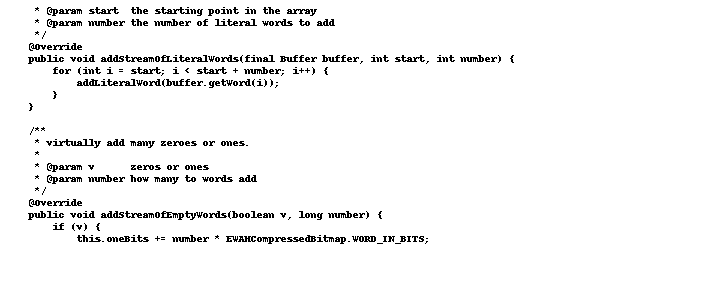 * @param start  the starting point in the array
 * @param number the number of literal words to add
 */
@Override
public void addStreamOfLiteralWords(final Buffer buffer, int start, int number) {
    for (int i = start; i < start + number; i++) {
        addLiteralWord(buffer.getWord(i));
    }
}

/**
 * virtually add many zeroes or ones.
 *
 * @param v      zeros or ones
 * @param number how many to words add
 */
@Override
public void addStreamOfEmptyWords(boolean v, long number) {
    if (v) {
        this.oneBits += number * EWAHCompressedBitmap.WORD_IN_BITS;